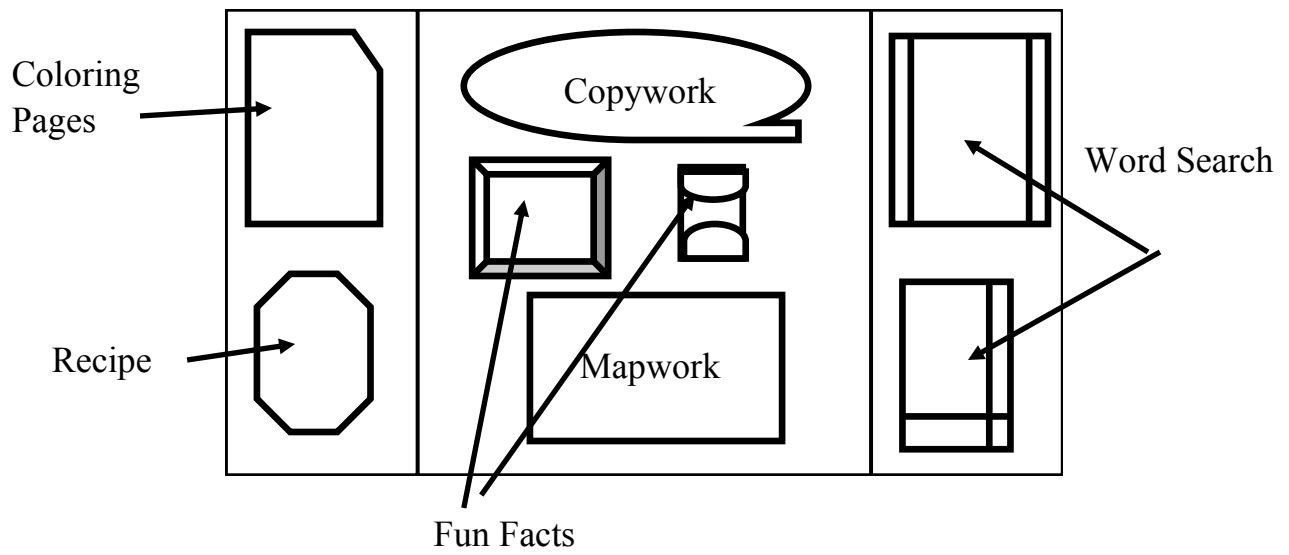 Coloring
Pages
Copywork
Word Search
Recipe
Mapwork
Fun Facts